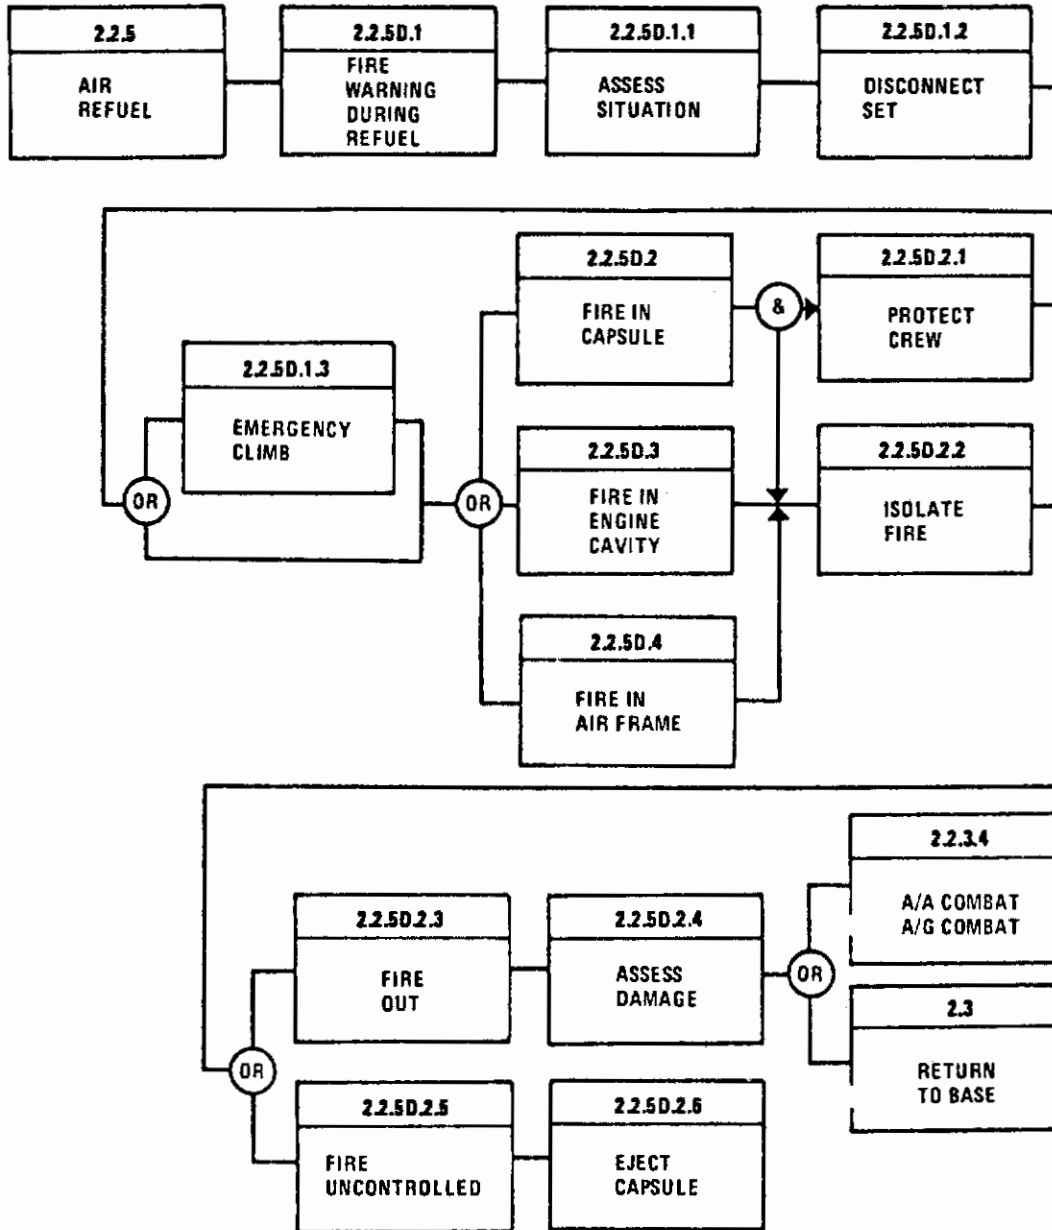 2.2.5
AIR
REFUEL
2.2.5D.1
FIRE
WARNING
DURING
REFUEL
2.2.5D.1.1
ASSESS
SITUATION
2.2.5D.1.2
DISCONNECT
SET
2.2.5D.1.3
EMERGENCY
CLIMB
OR
OR
2.2.5D.2
FIRE IN
CAPSULE
&
2.2.5D.2.1
PROTECT
CREW
2.2.5D.3
FIRE IN
ENGINE
CAVITY
2.2.5D.2.2
ISOLATE
FIRE
2.2.5D.4
FIRE IN
AIR FRAME
OR
2.2.5D.2.3
FIRE
OUT
2.2.5D.2.4
ASSESS
DAMAGE
OR
2.2.3.4
A/A COMBAT
A/G COMBAT
2.3
RETURN
TO BASE
2.2.5D.2.5
FIRE
UNCONTROLLED
2.2.5D.2.6
EJECT
CAPSULE